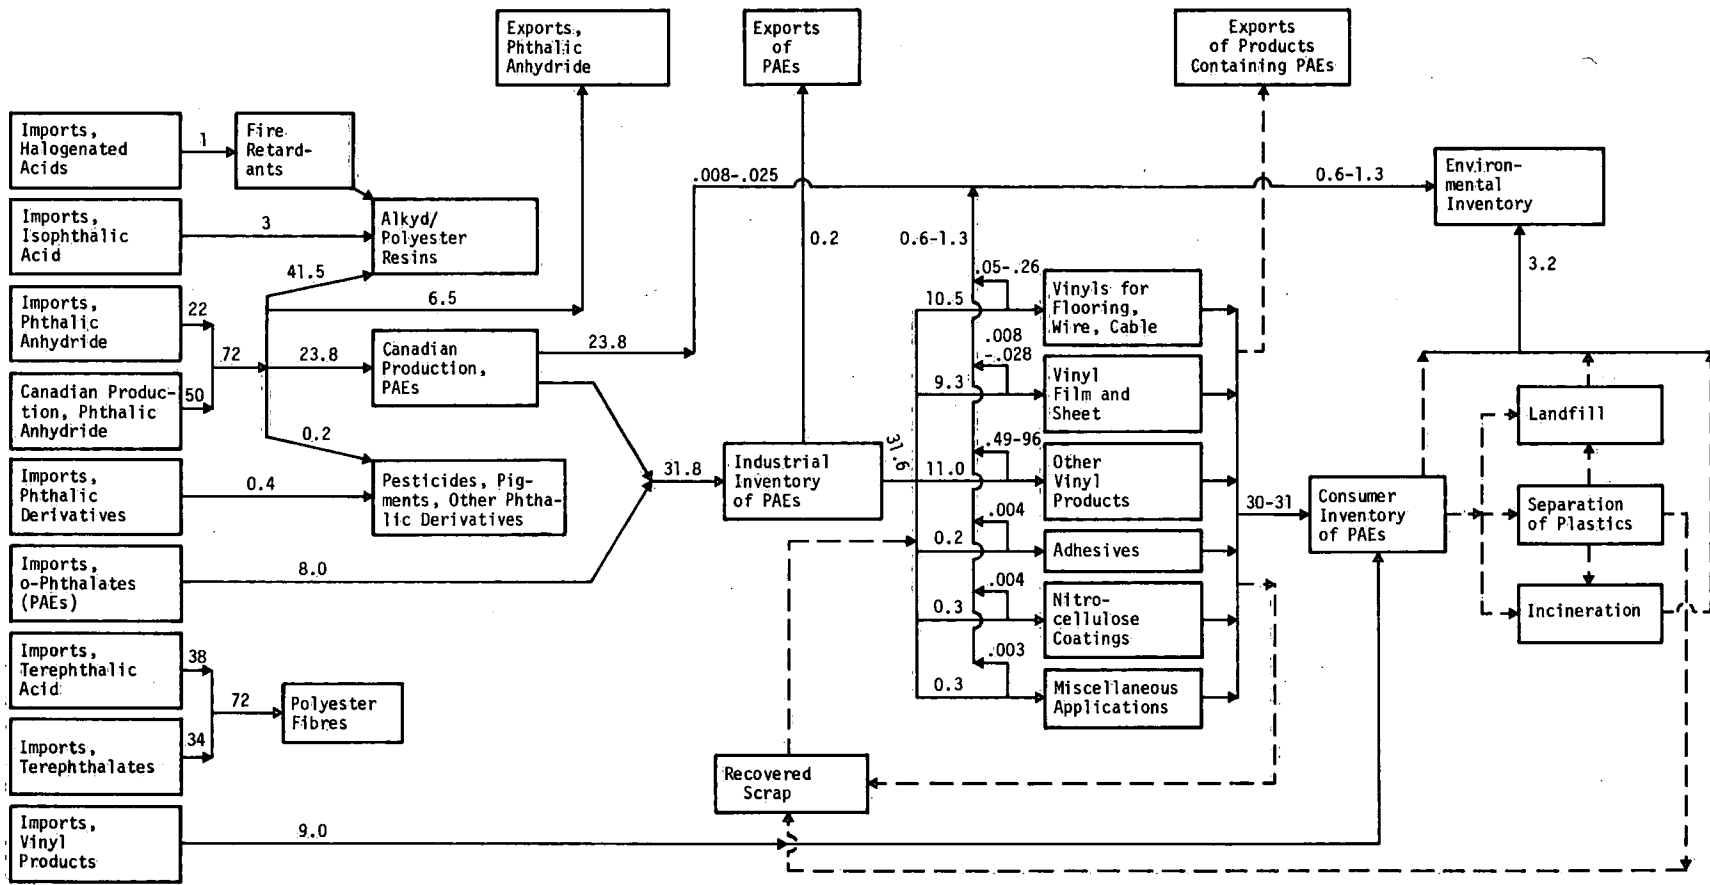 Exports,
Phthalic
Anhydride
Exports
of
PAEs
Exports
of Products
Containing PAEs
Imports,
Halogenated
Acids
1
Fire
Retard-
ants
.008-.025
0.6-1.3
Environ-
mental
Inventory
Imports,
Isophthalic
Acid
3
Alkyd/
Polyester
Resins
0.2
0.6-1.3
3.2
41.5
6.5
.05-.26
10.5
Vinyls for
Flooring,
Wire, Cable
Imports,
Phthalic
Anhydride
22
72
23.8
Canadian
Production,
PAEs
23.8
.008
-.028
9.3
Vinyl
Film and
Sheet
Canadian Produc-
tion, Phthalic
Anhydride
50
0.2
Landfill
Imports,
Phthalic
Derivatives
0.4
Pesticides, Pig-
ments, Other Phtha-
lic Derivatives
31.8
Industrial
Inventory
of PAEs
31.6
.49-96
11.0
Other
Vinyl
Products
30-31
Consumer
Inventory
of PAEs
Separation
of Plastics
Imports,
o-Phthalates
(PAEs)
8.0
.004
0.2
Adhesives
.004
0.3
Nitro-
cellulose
Coatings
Incineration
Imports,
Terephthalic
Acid
38
72
Polyester
Fibres
.003
0.3
Miscellaneous
Applications
Imports,
Terephthalates
34
Recovered
Scrap
Imports,
Vinyl
Products
9.0